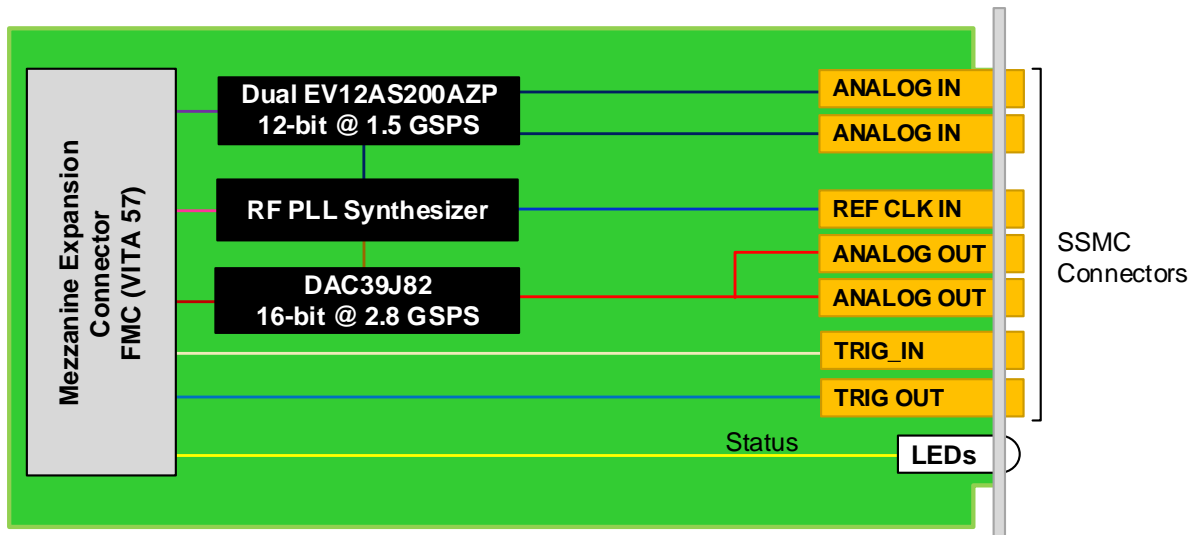 Mezzanine Expansion
Connector
FMC (VITA 57)
Dual EV12AS200AZP
12-bit @ 1.5 GSPS
RF PLL Synthesizer
DAC39J82
16-bit @ 2.8 GSPS
ANALOG IN
ANALOG IN
REF CLK IN
ANALOG OUT
ANALOG OUT
TRIG_IN
TRIG OUT
Status
LEDs
SSMC
Connectors